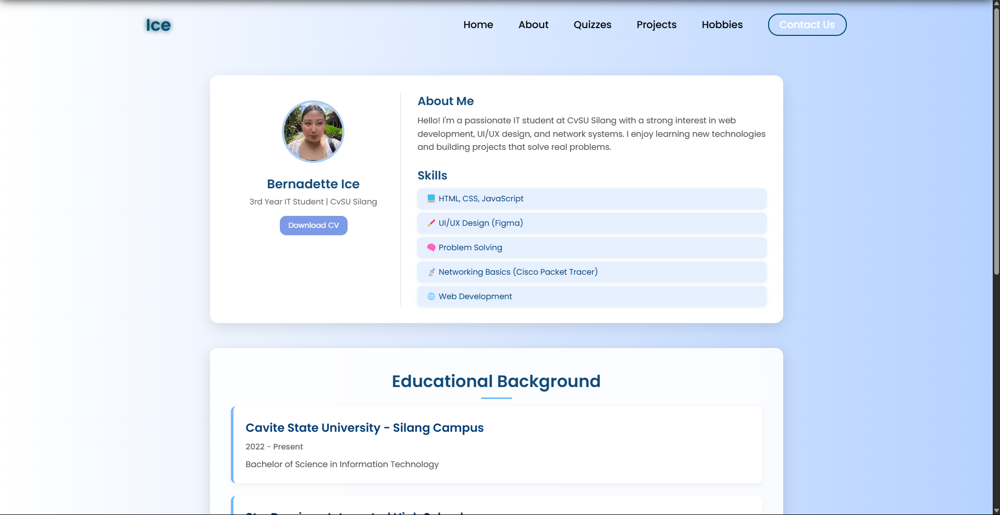 Ice
Home
About
Quizzes
Projects
Hobbies
Contact Us
Bernadette Ice
3rd Year IT Student | CvSU Silang
Download CV
About Me
Hello! I'm a passionate IT student at CvSU Silang with a strong interest in web
development, UI/UX design, and network systems. I enjoy learning new technologies
and building projects that solve real problems.
Skills
HTML, CSS, JavaScript
UI/UX Design (Figma)
Problem Solving
Networking Basics (Cisco Packet Tracer)
Web Development
Educational Background
Cavite State University - Silang Campus
2022 - Present
Bachelor of Science in Information Technology